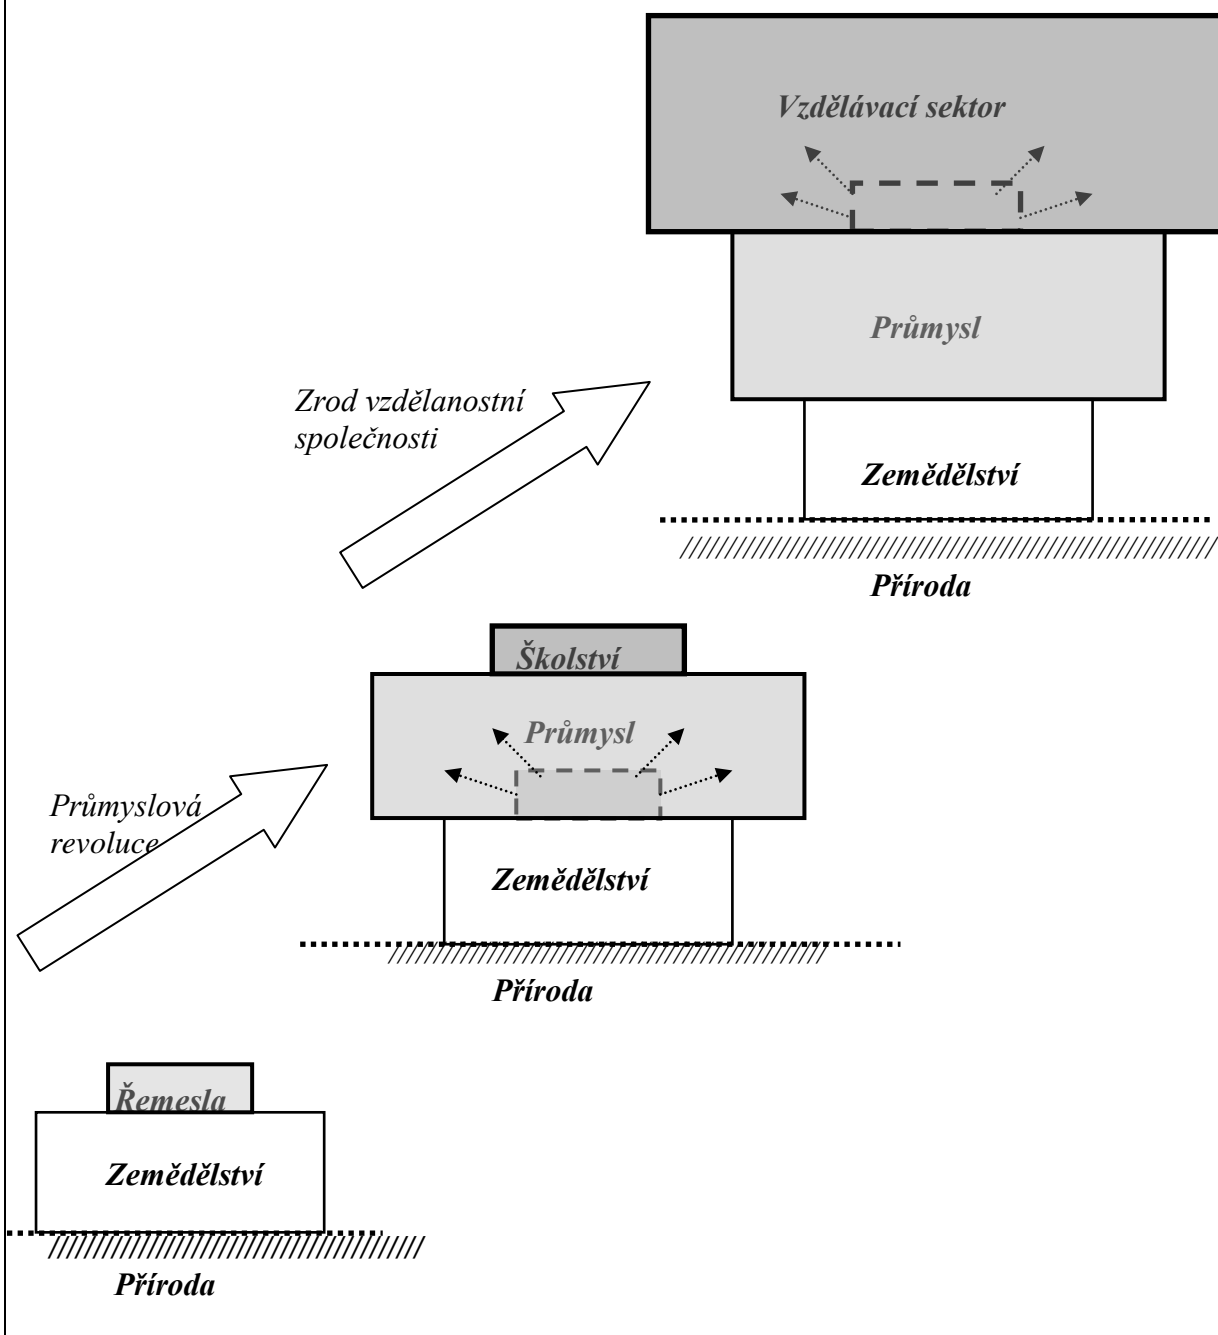 Vzdělávací sektor
Průmysl
Zrod vzdělanostní
společnosti
Zemědělství
Příroda
Školství
Průmysl
Průmyslová
revoluce
Zemědělství
Příroda
Řemesla
Zemědělství
Příroda